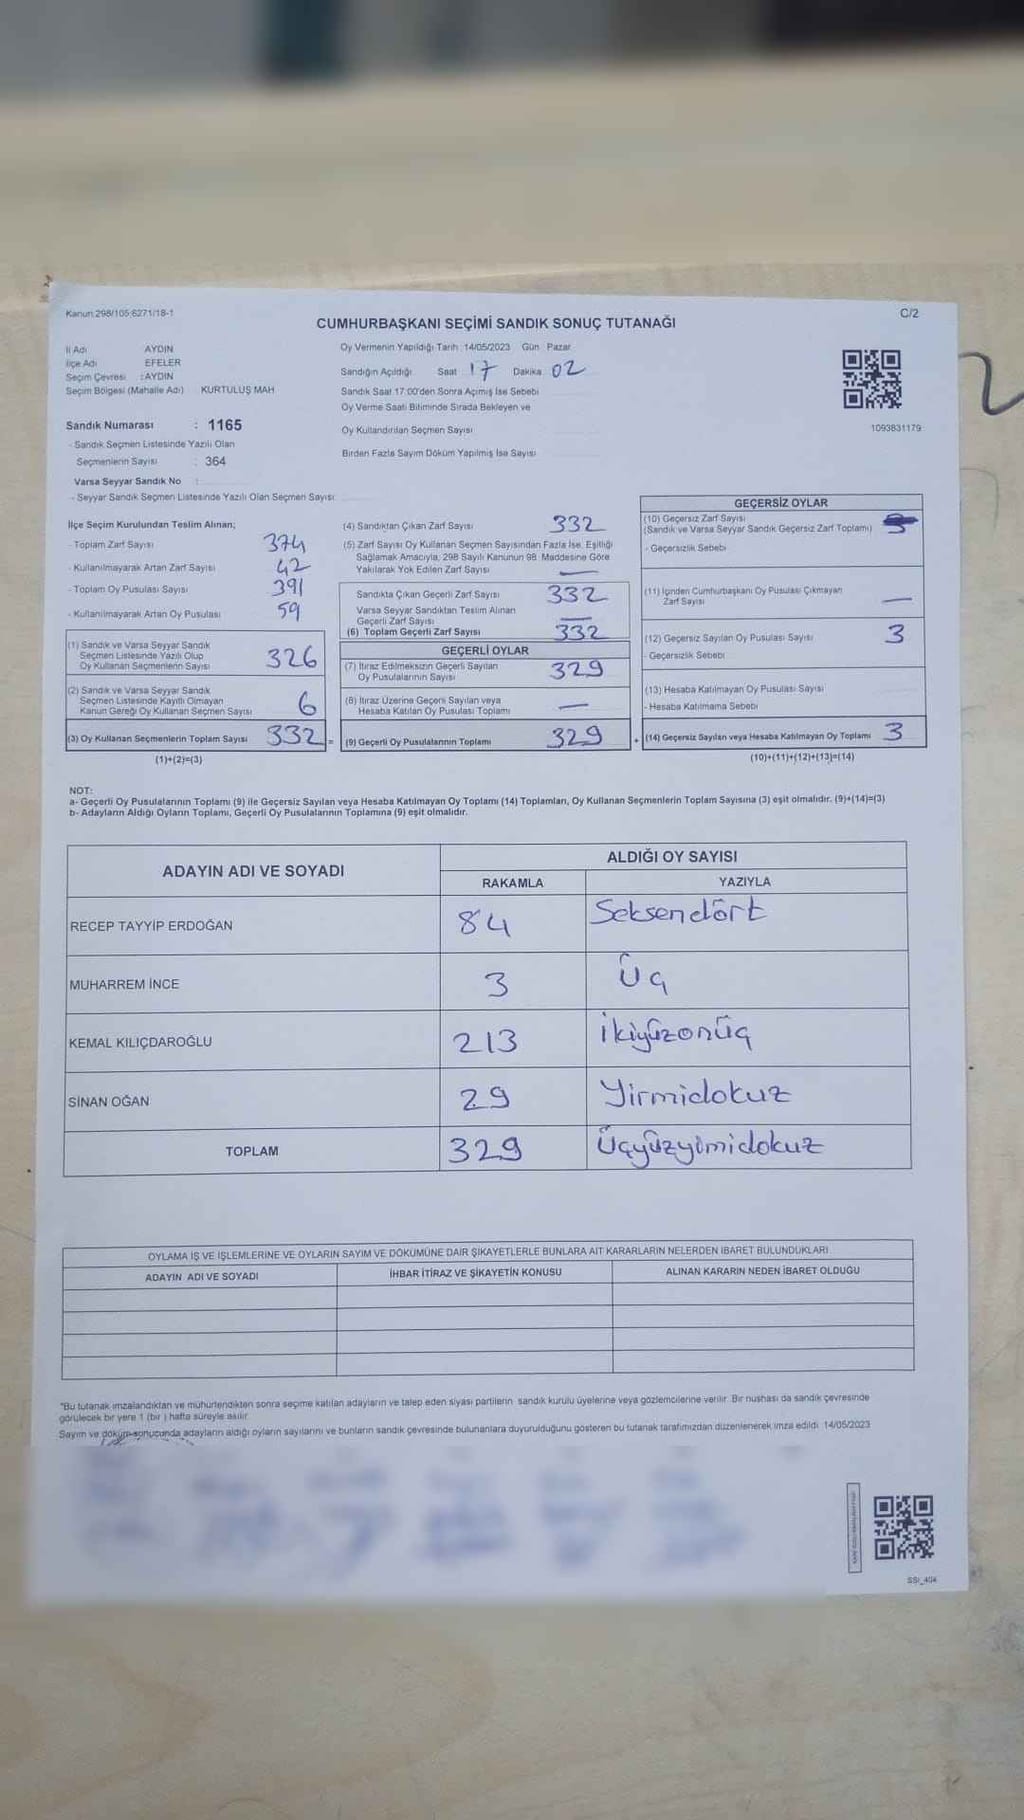 Kanun:298/105-6271/18-1
C/2
CUMHURBAŞKANI SEÇİMİ SANDIK SONUÇ TUTANAĞI
İl Adı AYDIN
İlçe Adı EFELER
Seçim Çevresi : AYDIN
Seçim Bölgesi (Mahalle Adı) KURTULUŞ MAH
Oy Vermenin Yapıldığı Tarih: 14/05/2023 Gün Pazar
Sandığın Açıldığı Saat 17 Dakika 02
Sandık Saat 17:00'den Sonra Açımış İse Sebebi
Oy Verme Saati Bitiminde Sırada Bekleyen ve
Oy Kullandırılan Seçmen Sayısı
Birden Fazla Sayım Döküm Yapılmış İse Sayısı
1093831179
2
Sandık Numarası : 1165
- Sandık Seçmen Listesinde Yazılı Olan
Seçmenlerin Sayısı : 364
Varsa Seyyar Sandık No :
- Seyyar Sandık Seçmen Listesinde Yazılı Olan Seçmen Sayısı:
İlçe Seçim Kurulundan Teslim Alınan;
- Toplam Zarf Sayısı 374
- Kullanılmayarak Artan Zarf Sayısı 42
- Toplam Oy Pusulası Sayısı 391
- Kullanılmayarak Artan Oy Pusulası 59
(1) Sandık ve Varsa Seyyar Sandık
Seçmen Listesinde Yazılı Olup
Oy Kullanan Seçmenlerin Sayısı 326
(2) Sandık ve Varsa Seyyar Sandık
Seçmen Listesinde Kayıtlı Olmayan
Kanun Gereği Oy Kullanan Seçmen Sayısı 6
(3) Oy Kullanan Seçmenlerin Toplam Sayısı 332 =
(1)+(2)=(3)
(4) Sandıktan Çıkan Zarf Sayısı 332
(5) Zarf Sayısı Oy Kullanan Seçmen Sayısından Fazla İse, Eşitliği
Sağlamak Amacıyla, 298 Sayılı Kanunun 98. Maddesine Göre
Yakılarak Yok Edilen Zarf Sayısı —
Sandıkta Çıkan Geçerli Zarf Sayısı 332
Varsa Seyyar Sandıktan Teslim Alınan
Geçerli Zarf Sayısı —
(6) Toplam Geçerli Zarf Sayısı 332
GEÇERLİ OYLAR
(7) İtiraz Edilmeksizin Geçerli Sayılan
Oy Pusulalarının Sayısı 329
(8) İtiraz Üzerine Geçerli Sayılan veya
Hesaba Katılan Oy Pusulası Toplamı —
(9) Geçerli Oy Pusulalarının Toplamı 329 +
GEÇERSİZ OYLAR
(10) Geçersiz Zarf Sayısı
(Sandık ve Varsa Seyyar Sandık Geçersiz Zarf Toplamı)
- Geçersizlik Sebebi
(11) İçinden Cumhurbaşkanı Oy Pusulası Çıkmayan
Zarf Sayısı —
(12) Geçersiz Sayılan Oy Pusulası Sayısı 3
- Geçersizlik Sebebi
(13) Hesaba Katılmayan Oy Pusulası Sayısı
- Hesaba Katılmama Sebebi
(14) Geçersiz Sayılan veya Hesaba Katılmayan Oy Toplamı 3
(10)+(11)+(12)+(13)=(14)
NOT:
a- Geçerli Oy Pusulalarının Toplamı (9) ile Geçersiz Sayılan veya Hesaba Katılmayan Oy Toplamı (14) Toplamları, Oy Kullanan Seçmenlerin Toplam Sayısına (3) eşit olmalıdır. (9)+(14)=(3)
b- Adayların Aldığı Oyların Toplamı, Geçerli Oy Pusulalarının Toplamına (9) eşit olmalıdır.
ADAYIN ADI VE SOYADI
ALDIĞI OY SAYISI
RAKAMLA YAZIYLA
RECEP TAYYİP ERDOĞAN 84 Seksendört
MUHARREM İNCE 3 Üç
KEMAL KILIÇDAROĞLU 213 İkiyüzonüç
SİNAN OĞAN 29 Yirmidokuz
TOPLAM 329 Üçyüzyimidokuz
OYLAMA İŞ VE İŞLEMLERİNE VE OYLARIN SAYIM VE DÖKÜMÜNE DAİR ŞİKAYETLERLE BUNLARA AİT KARARLARIN NELERDEN İBARET BULUNDUKLARI
ADAYIN ADI VE SOYADI İHBAR İTİRAZ VE ŞİKAYETİN KONUSU ALINAN KARARIN NEDEN İBARET OLDUĞU
*Bu tutanak imzalandıktan ve mühürlendikten sonra seçime katılan adayların ve talep eden siyasi partilerin sandık kurulu üyelerine veya gözlemcilerine verilir. Bir nushası da sandık çevresinde
görülecek bir yere 1 (bir ) hafta süreyle asılır.
Sayım ve döküm sonucunda adayların aldığı oyların sayılarını ve bunların sandık çevresinde bulunanlara duyurulduğunu gösteren bu tutanak tarafımızdan düzenlenerek imza edildi. 14/05/2023
SSI_404